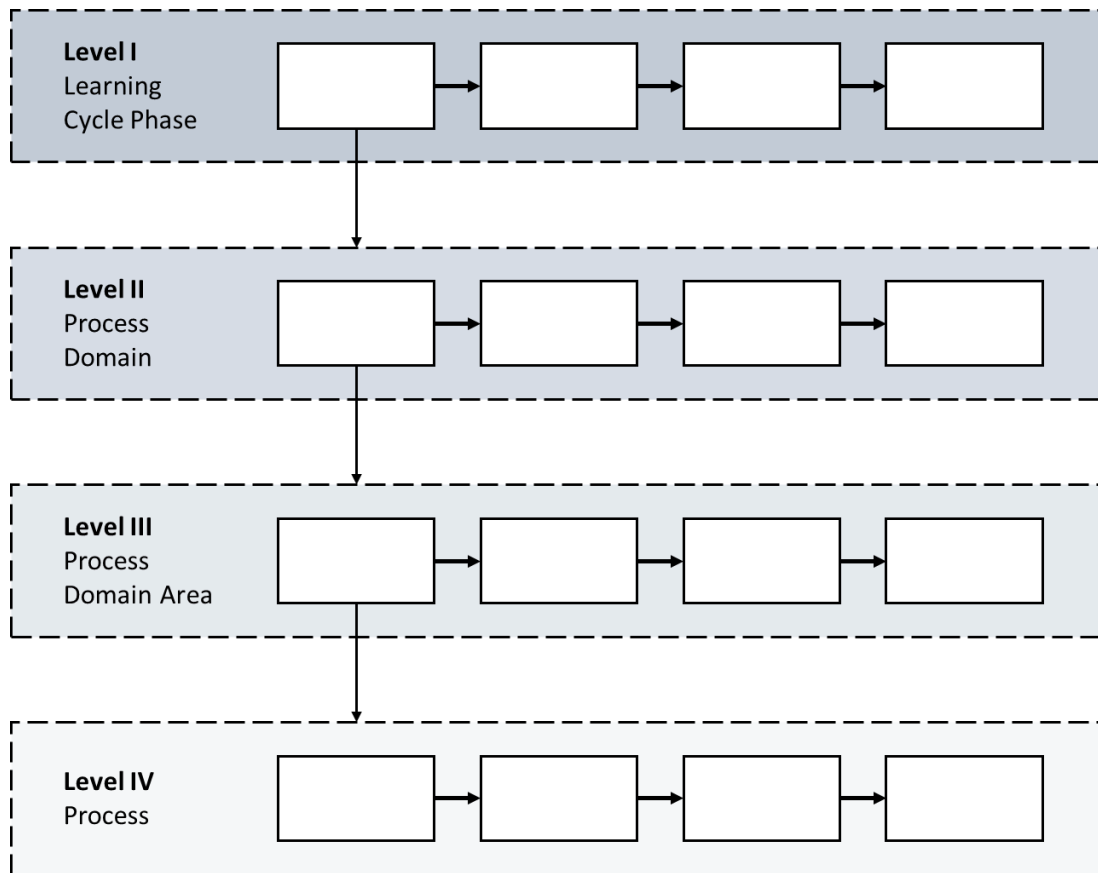 Level I
Learning
Cycle Phase
Level II
Process
Domain
Level III
Process
Domain Area
Level IV
Process